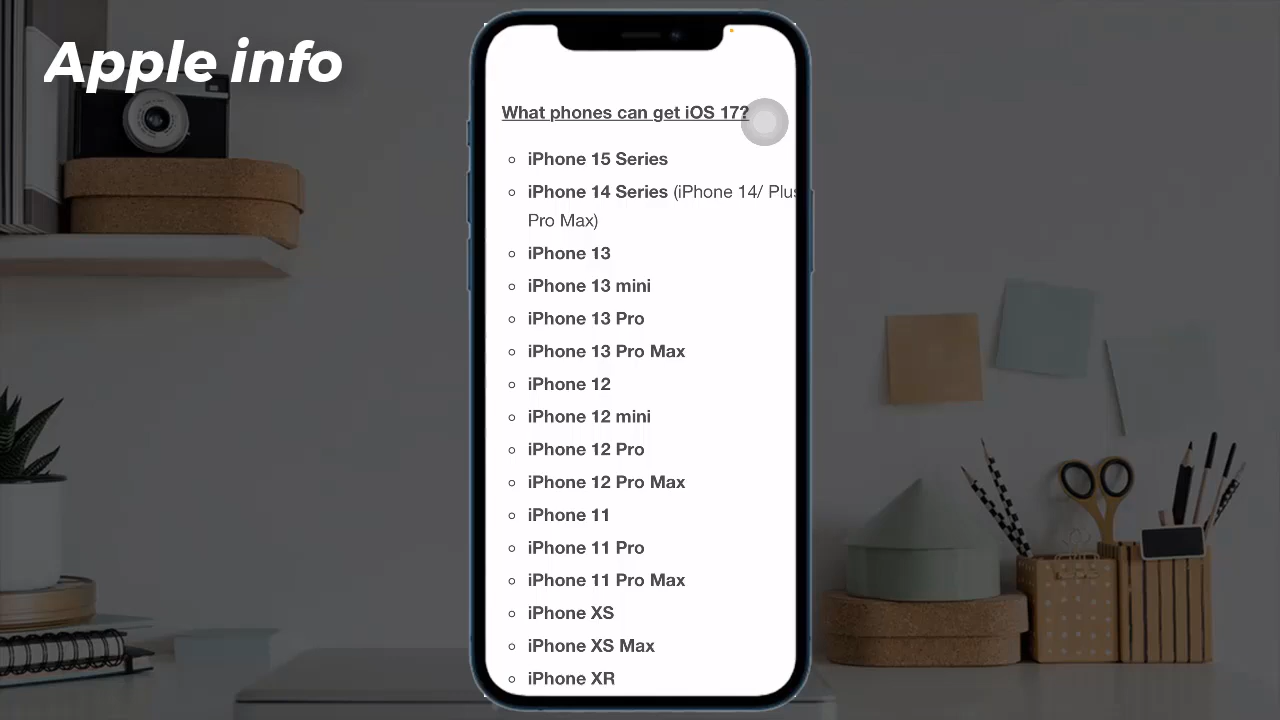 Apple info
What phones can get iOS 17?
iPhone 15 Series
iPhone 14 Series (iPhone 14/ Plus
Pro Max)
iPhone 13
iPhone 13 mini
iPhone 13 Pro
iPhone 13 Pro Max
iPhone 12
iPhone 12 mini
iPhone 12 Pro
iPhone 12 Pro Max
iPhone 11
iPhone 11 Pro
iPhone 11 Pro Max
iPhone XS
iPhone XS Max
iPhone XR